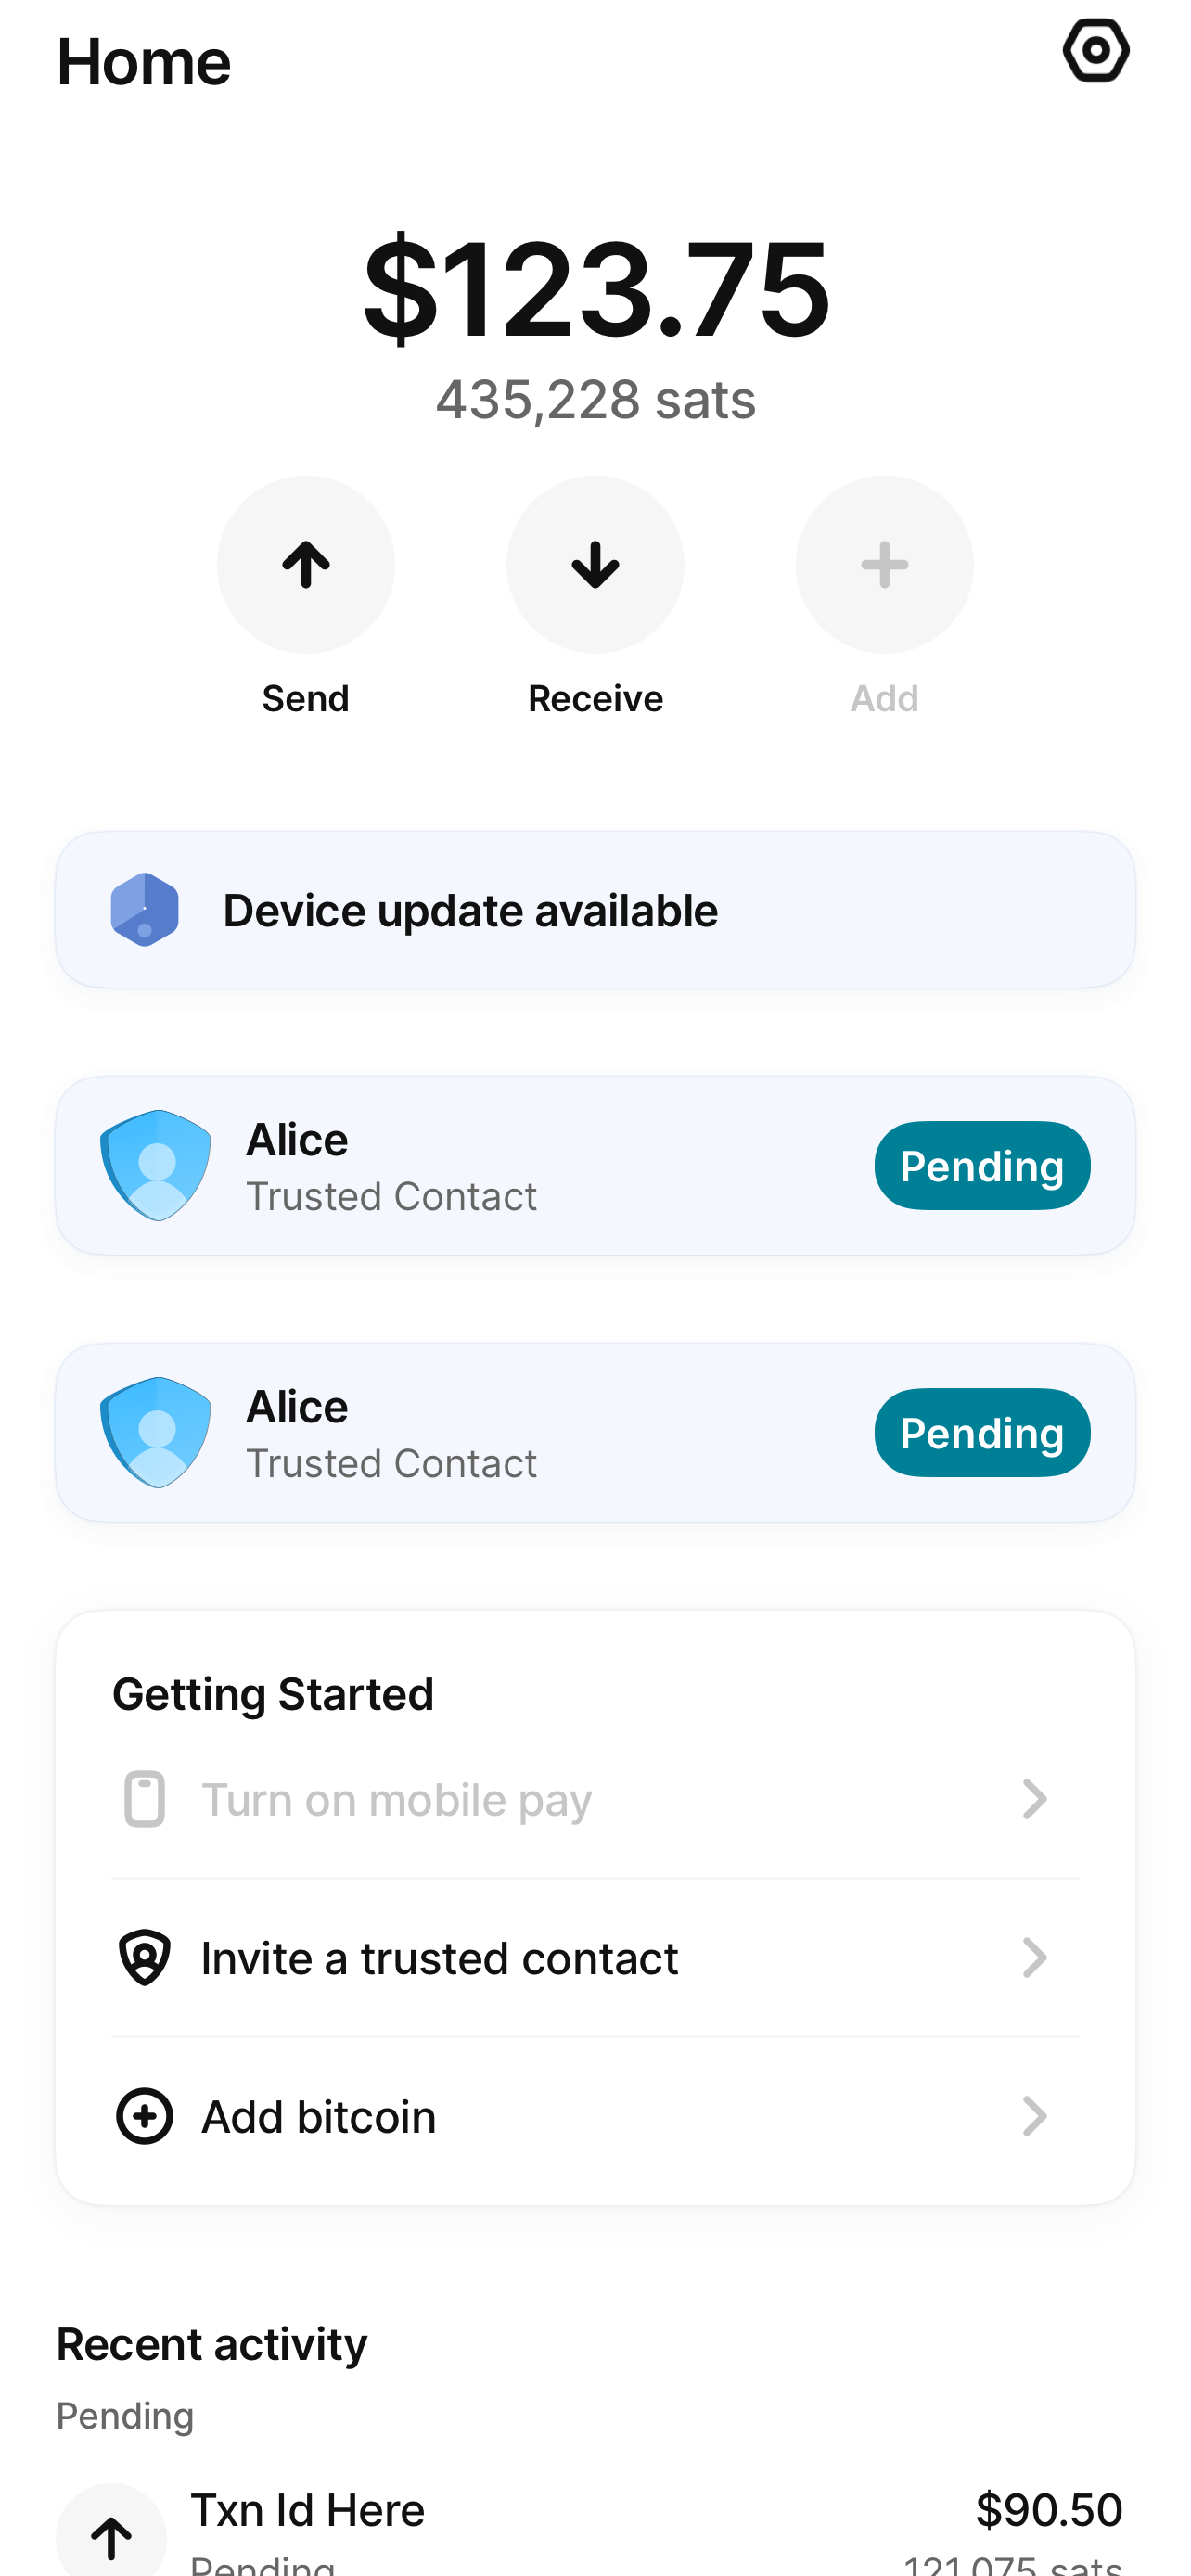 Home
$123.75
435,228 sats
Send
Receive
Add
Device update available
Alice
Trusted Contact
Pending
Alice
Trusted Contact
Pending
Getting Started
Turn on mobile pay
Invite a trusted contact
Add bitcoin
Recent activity
Pending
Txn Id Here
$90.50
Pending
121,075 sats